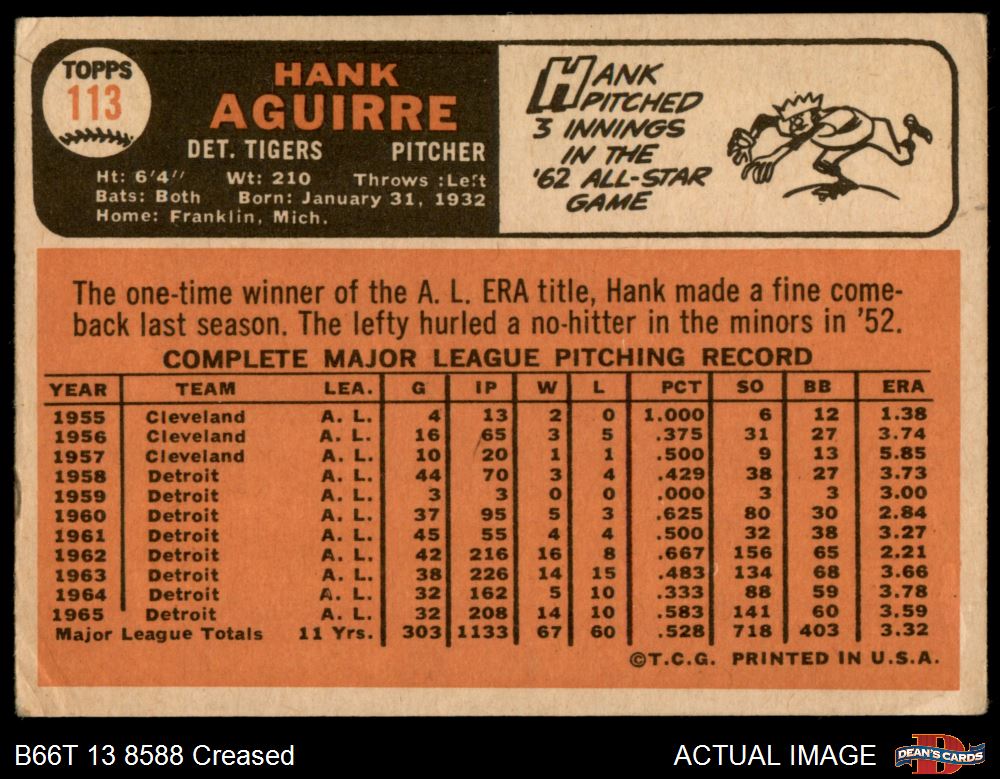 TOPPS
113
HANK
AGUIRRE
DET. TIGERS PITCHER
Ht: 6'4" Wt: 210 Throws :Left
Bats: Both Born: January 31, 1932
Home: Franklin, Mich.
HANK
PITCHED
3 INNINGS
IN THE
'62 ALL-STAR
GAME
The one-time winner of the A. L. ERA title, Hank made a fine come-
back last season. The lefty hurled a no-hitter in the minors in '52.
COMPLETE MAJOR LEAGUE PITCHING RECORD
YEAR TEAM LEA. G IP W L PCT SO BB ERA
1955 Cleveland A. L. 4 13 2 0 1.000 6 12 1.38
1956 Cleveland A. L. 16 65 3 5 .375 31 27 3.74
1957 Cleveland A. L. 10 20 1 1 .500 9 13 5.85
1958 Detroit A. L. 44 70 3 4 .429 38 27 3.73
1959 Detroit A. L. 3 3 0 0 .000 3 3 3.00
1960 Detroit A. L. 37 95 5 3 .625 80 30 2.84
1961 Detroit A. L. 45 55 4 4 .500 32 38 3.27
1962 Detroit A. L. 42 216 16 8 .667 156 65 2.21
1963 Detroit A. L. 38 226 14 15 .483 134 68 3.66
1964 Detroit A. L. 32 162 5 10 .333 88 59 3.78
1965 Detroit A. L. 32 208 14 10 .583 141 60 3.59
Major League Totals 11 Yrs. 303 1133 67 60 .528 718 403 3.32
©T.C.G. PRINTED IN U.S.A.
B66T 13 8588 Creased
ACTUAL IMAGE
DEAN'S CARDS